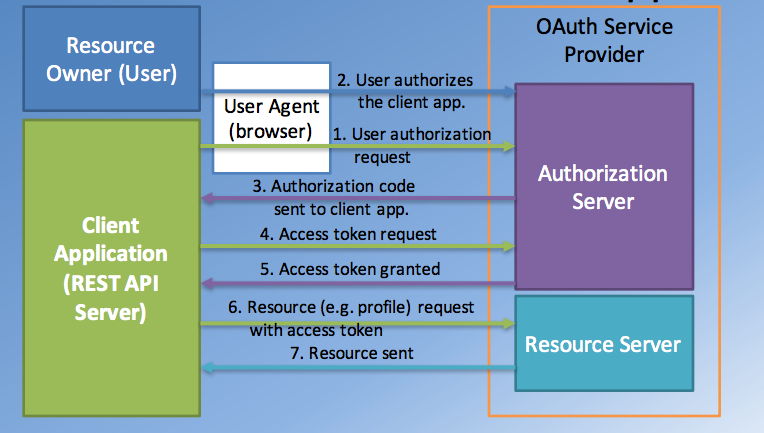 Resource
Owner (User)
OAuth Service
Provider
User Agent
(browser)
2. User authorizes
the client app.
1. User authorization
request
Authorization
Server
3. Authorization code
sent to client app.
Client
Application
(REST API
Server)
4. Access token request
5. Access token granted
6. Resource (e.g. profile) request
with access token
7. Resource sent
Resource Server